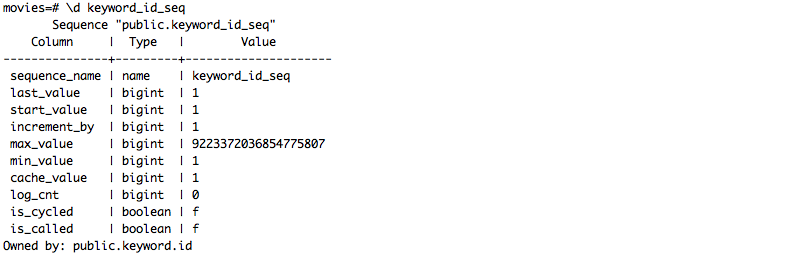 movies=# \d keyword_id_seq
       Sequence "public.keyword_id_seq"
    Column     |  Type   |        Value
---------------+---------+---------------------
 sequence_name | name    | keyword_id_seq
 last_value    | bigint  | 1
 start_value   | bigint  | 1
 increment_by  | bigint  | 1
 max_value     | bigint  | 9223372036854775807
 min_value     | bigint  | 1
 cache_value   | bigint  | 1
 log_cnt       | bigint  | 0
 is_cycled     | boolean | f
 is_called     | boolean | f
Owned by: public.keyword.id